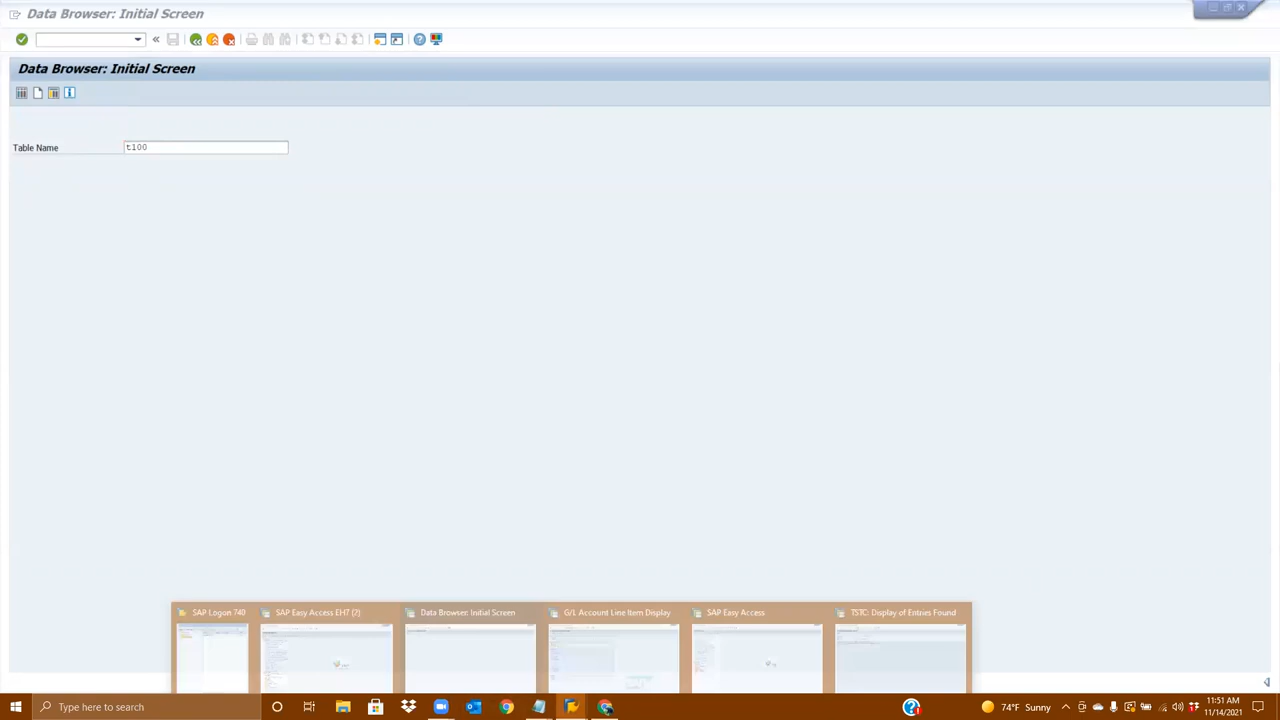 Data Browser: Initial Screen
Data Browser: Initial Screen
Table Name t100
SAP Logon 740 SAP Easy Access EH7 (7) Data Browser: Initial Screen G/L Account Line Item Display SAP Easy Access TSTC: Display of Entries Found
Type here to search 74°F Sunny 11:51 AM
11/14/2021